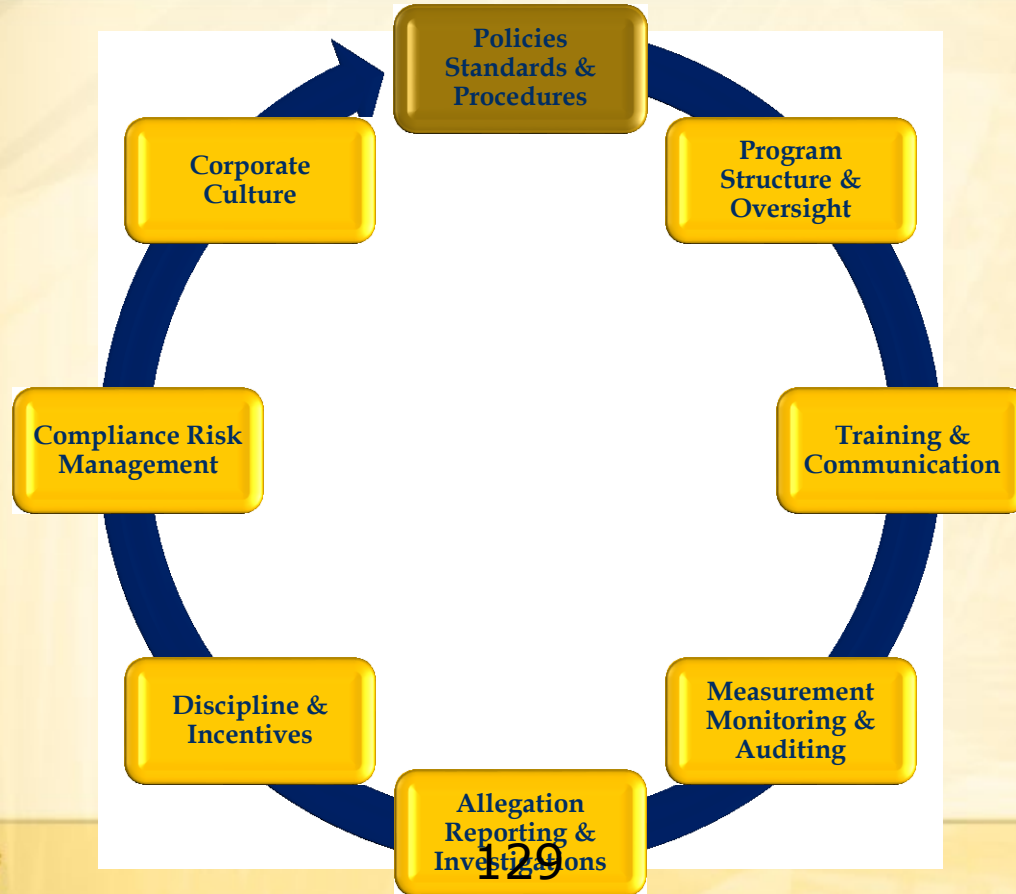 Policies
Standards &
Procedures
Program
Structure &
Oversight
Training &
Communication
Measurement
Monitoring &
Auditing
Allegation
Reporting &
Investigations
129
Discipline &
Incentives
Compliance Risk
Management
Corporate
Culture